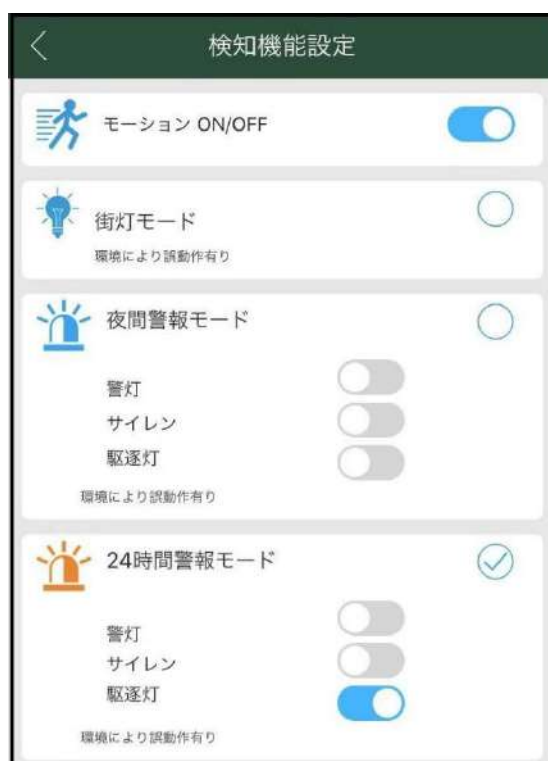 検知機能設定
モーション ON/OFF
街灯モード
環境により誤動作有り
夜間警報モード
警灯
サイレン
駆逐灯
環境により誤動作有り
24時間警報モード
警灯
サイレン
駆逐灯
環境により誤動作有り